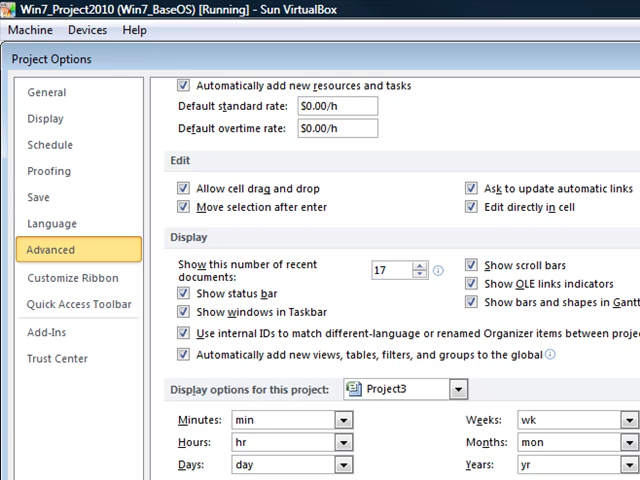 Win7_Project2010 (Win7_BaseOS) [Running] - Sun VirtualBox
Machine Devices Help
Project Options
General
Display
Schedule
Proofing
Save
Language
Advanced
Customize Ribbon
Quick Access Toolbar
Add-Ins
Trust Center
Automatically add new resources and tasks
Default standard rate: $0.00/h
Default overtime rate: $0.00/h
Edit
Allow cell drag and drop Ask to update automatic links
Move selection after enter Edit directly in cell
Display
Show this number of recent
documents: 17
Show scroll bars
Show status bar Show OLE links indicators
Show windows in Taskbar Show bars and shapes in Gantt
Use internal IDs to match different-language or renamed Organizer items between proje
Automatically add new views, tables, filters, and groups to the global
Display options for this project: Project3
Minutes: min Weeks: wk
Hours: hr Months: mon
Days: day Years: yr